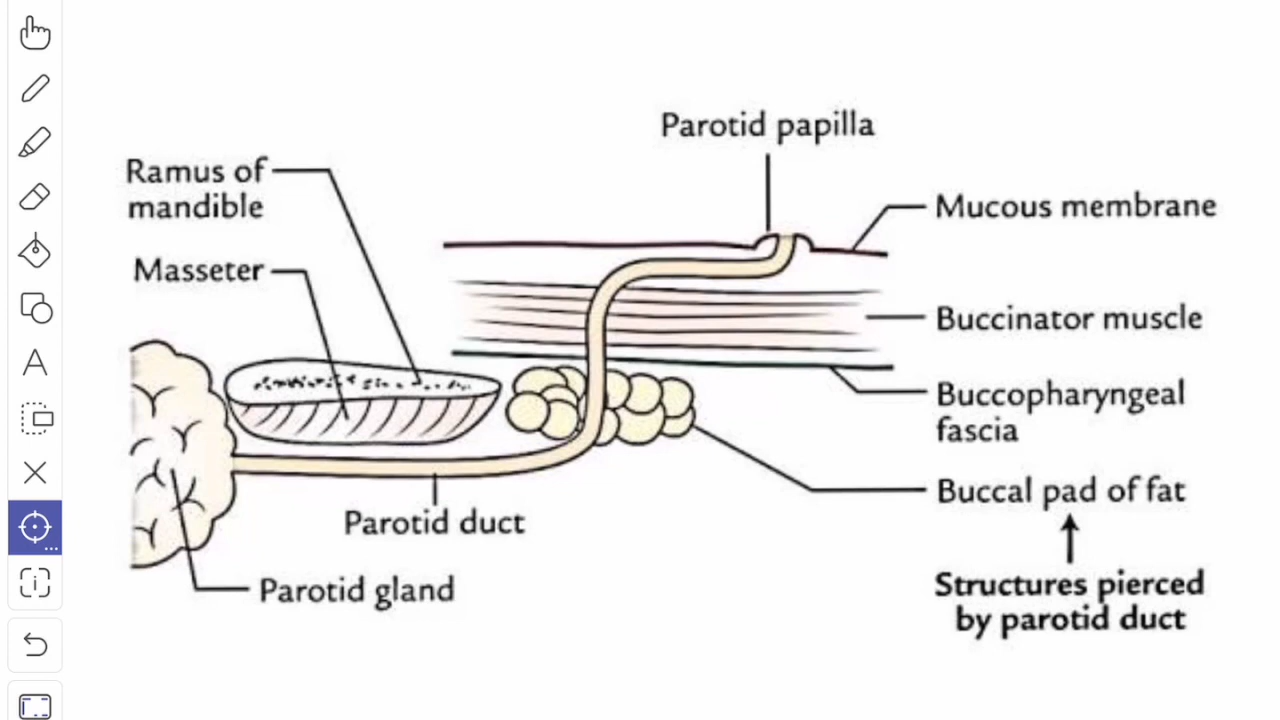 Parotid papilla
Ramus of
mandible
Mucous membrane
Masseter
Buccinator muscle
Buccopharyngeal
fascia
Buccal pad of fat
Parotid duct
Parotid gland
Structures pierced
by parotid duct